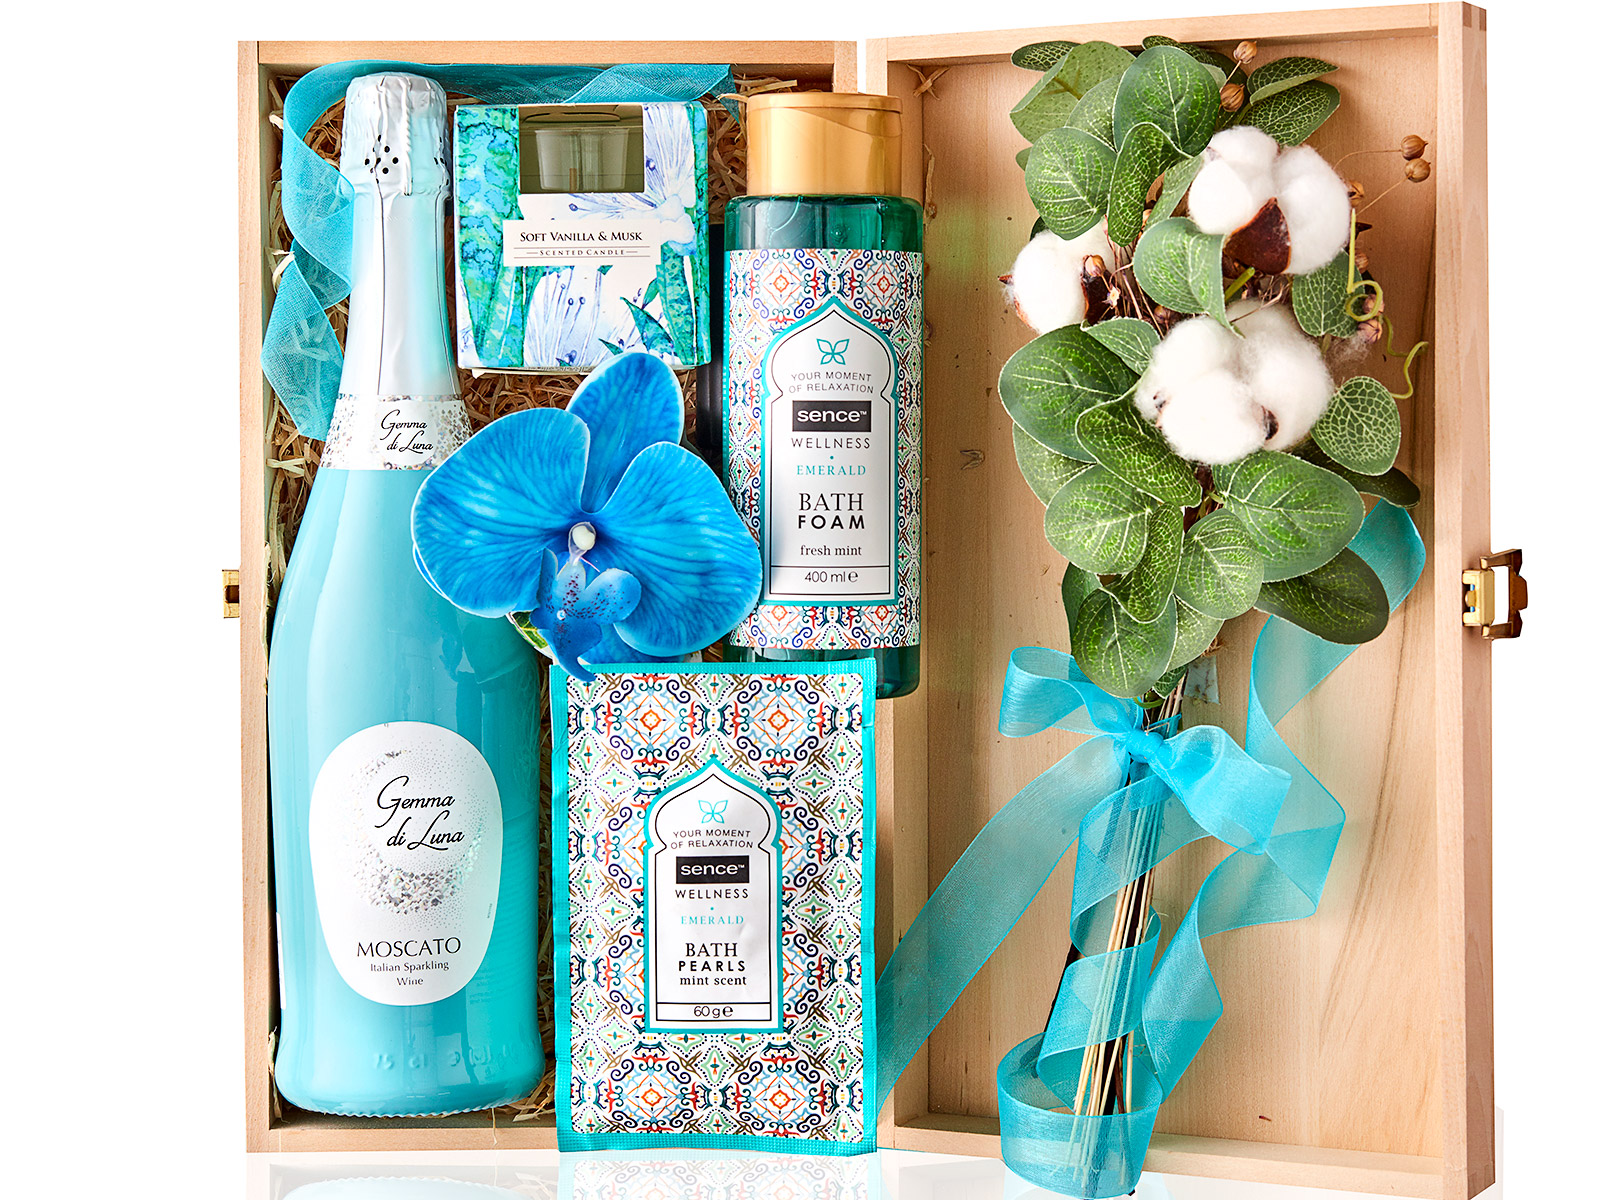 Gemma
di Luna
Gemma
di Luna
MOSCATO
Italian Sparkling
Wine
SOFT VANILLA & MUSK
SCENTED CANDLE
YOUR MOMENT
OF RELAXATION
sence™
WELLNESS
EMERALD
BATH
FOAM
fresh mint
400 ml e
YOUR MOMENT
OF RELAXATION
sence™
WELLNESS
EMERALD
BATH
PEARLS
mint scent
60 g e